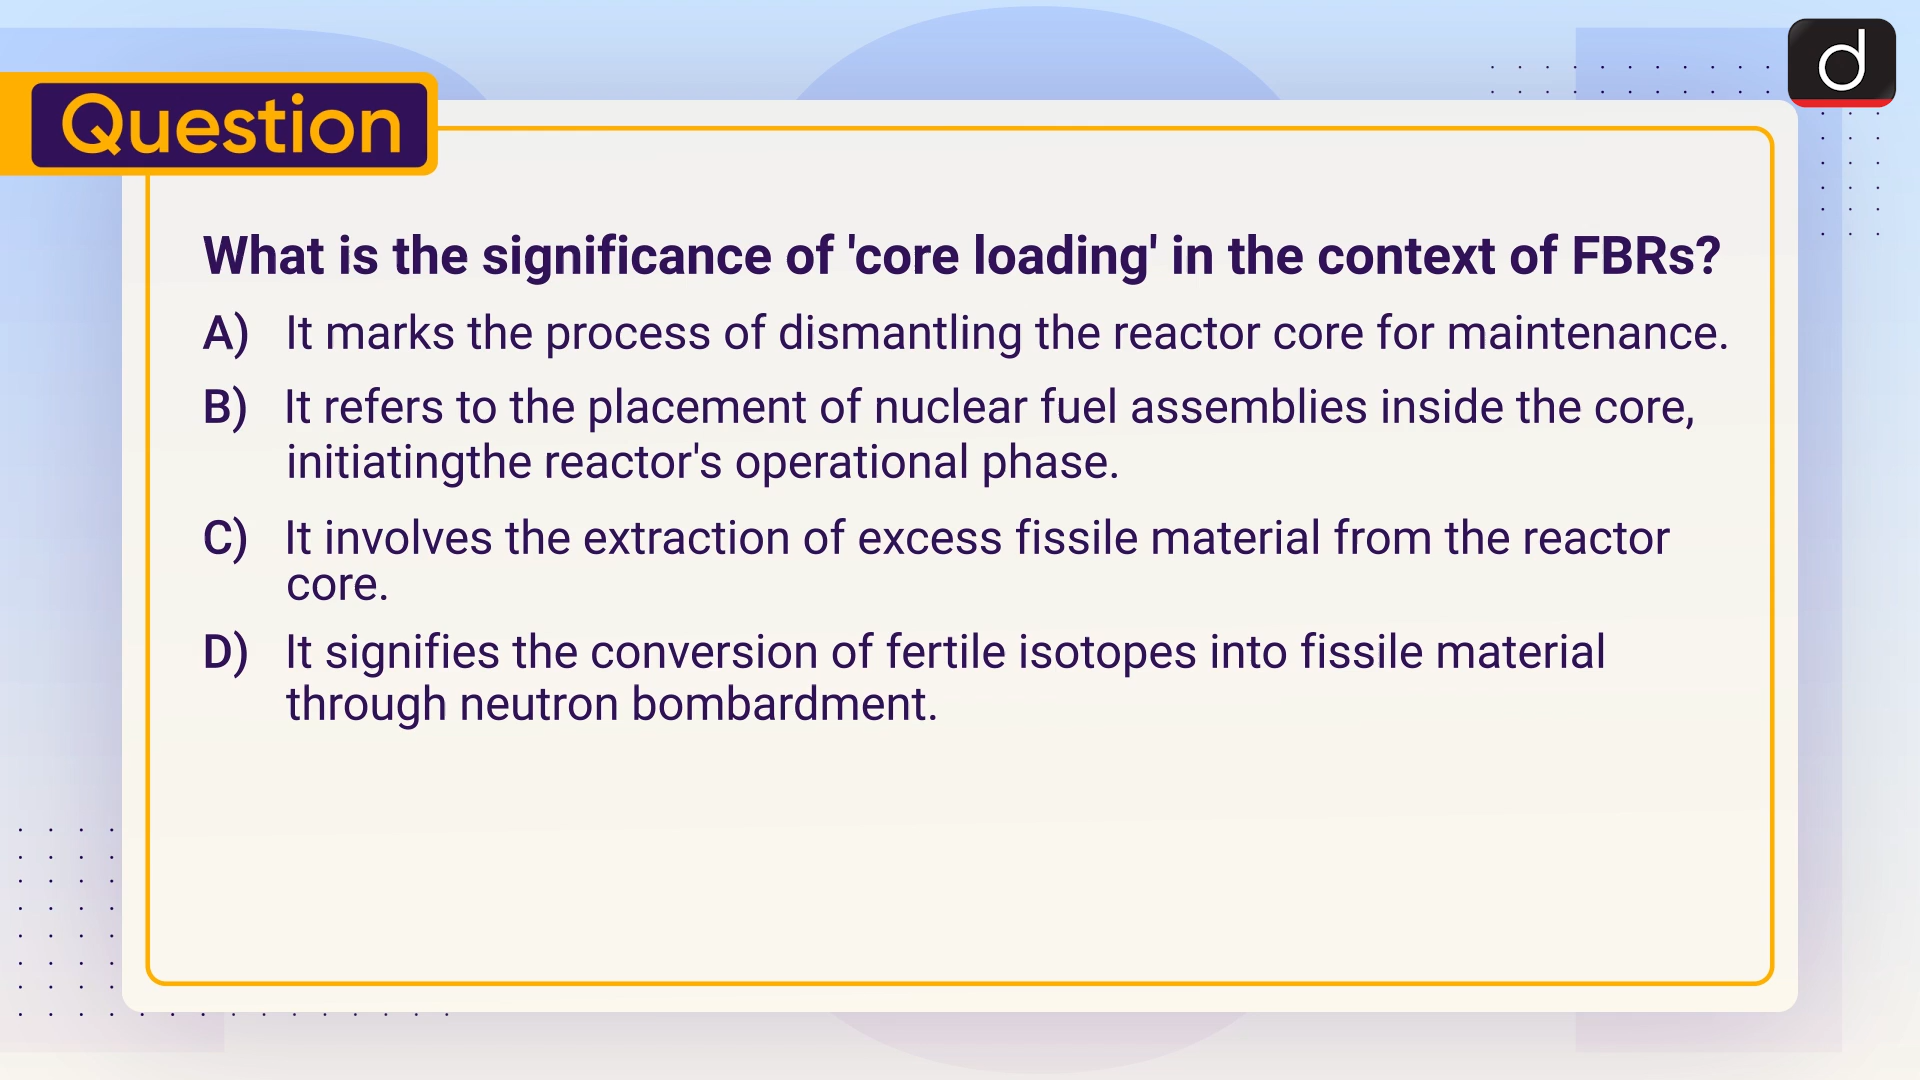 Question
What is the significance of 'core loading' in the context of FBRs?
A) It marks the process of dismantling the reactor core for maintenance.
B) It refers to the placement of nuclear fuel assemblies inside the core,
initiatingthe reactor's operational phase.
C) It involves the extraction of excess fissile material from the reactor
core.
D) It signifies the conversion of fertile isotopes into fissile material
through neutron bombardment.
d